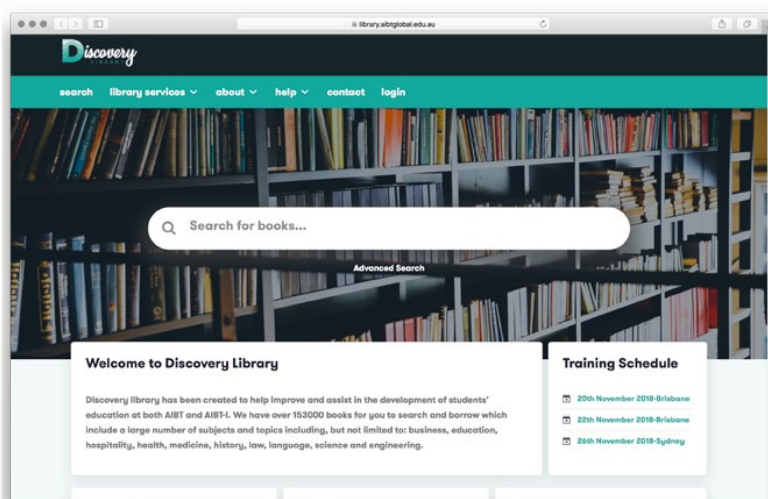 library.aibtglobal.edu.au
Discovery
LIBRARY
search library services about help contact login
Search for books...
Advanced Search
Welcome to Discovery Library
Discovery library has been created to help improve and assist in the development of students'
education at both AIBT and AIBT-I. We have over 153000 books for you to search and borrow which
include a large number of subjects and topics including, but not limited to: business, education,
hospitality, health, medicine, history, law, language, science and engineering.
Training Schedule
20th November 2018-Brisbane
22th November 2018-Brisbane
26th November 2018-Sydney